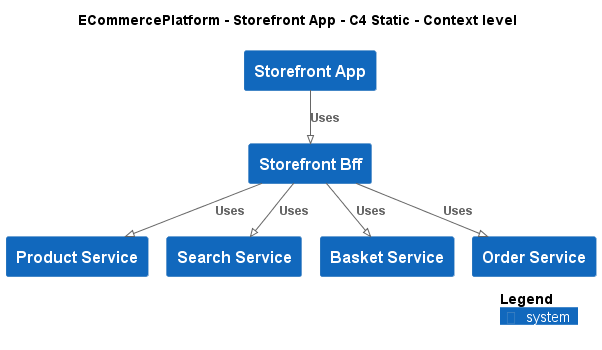 ECommercePlatform - Storefront App - C4 Static - Context level
Storefront App
Uses
Storefront Bff
Uses
Uses
Uses
Uses
Product Service
Search Service
Basket Service
Order Service
Legend
system